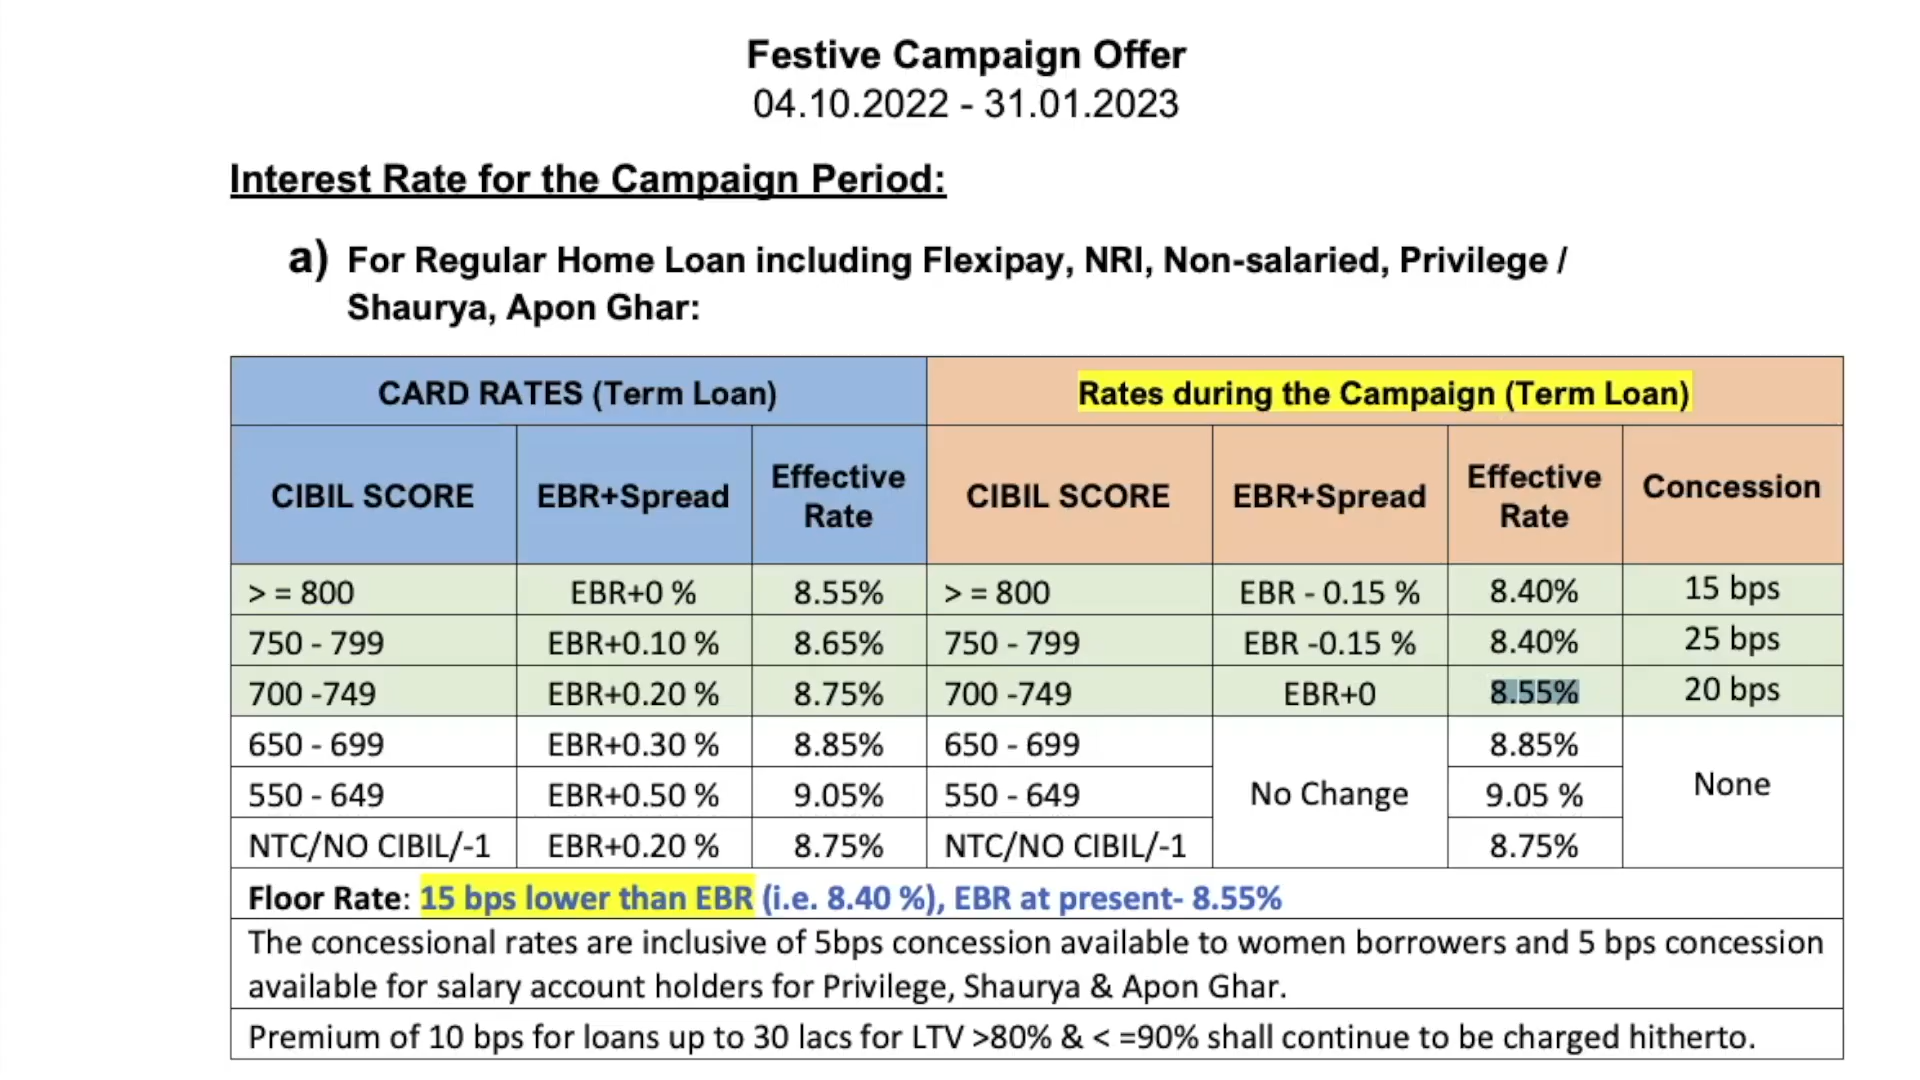 Festive Campaign Offer
04.10.2022 - 31.01.2023
Interest Rate for the Campaign Period:
a) For Regular Home Loan including Flexipay, NRI, Non-salaried, Privilege /
Shaurya, Apon Ghar:
CARD RATES (Term Loan) Rates during the Campaign (Term Loan)
CIBIL SCORE EBR+Spread Effective Rate CIBIL SCORE EBR+Spread Effective Rate Concession
> = 800 EBR+0 % 8.55% > = 800 EBR - 0.15 % 8.40% 15 bps
750 - 799 EBR+0.10 % 8.65% 750 - 799 EBR -0.15 % 8.40% 25 bps
700 -749 EBR+0.20 % 8.75% 700 -749 EBR+0 8.55% 20 bps
650 - 699 EBR+0.30 % 8.85% 650 - 699 No Change 8.85% None
550 - 649 EBR+0.50 % 9.05% 550 - 649 9.05 %
NTC/NO CIBIL/-1 EBR+0.20 % 8.75% NTC/NO CIBIL/-1 8.75%
Floor Rate: 15 bps lower than EBR (i.e. 8.40 %), EBR at present- 8.55%
The concessional rates are inclusive of 5bps concession available to women borrowers and 5 bps concession
available for salary account holders for Privilege, Shaurya & Apon Ghar.
Premium of 10 bps for loans up to 30 lacs for LTV >80% & < =90% shall continue to be charged hitherto.